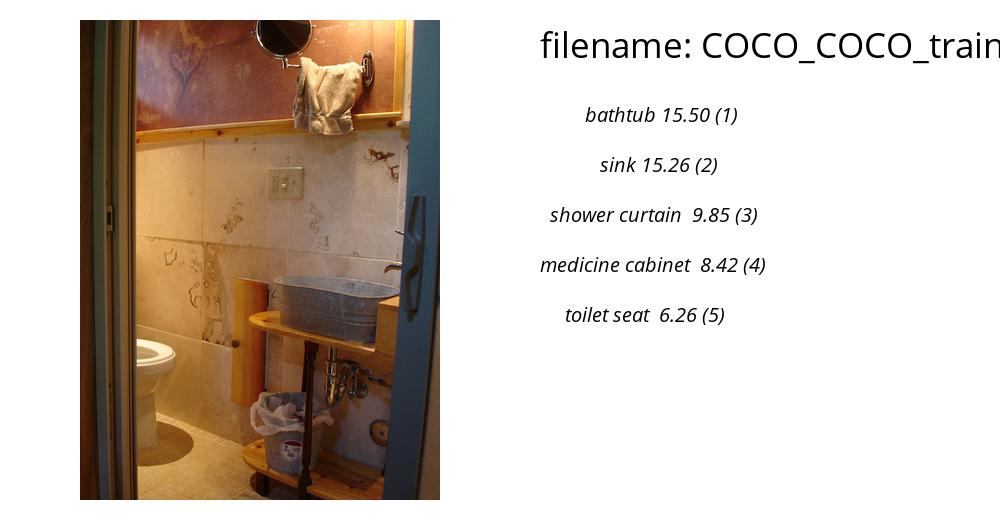 filename: COCO_COCO_train
bathtub 15.50 (1)
sink 15.26 (2)
shower curtain 9.85 (3)
medicine cabinet 8.42 (4)
toilet seat 6.26 (5)